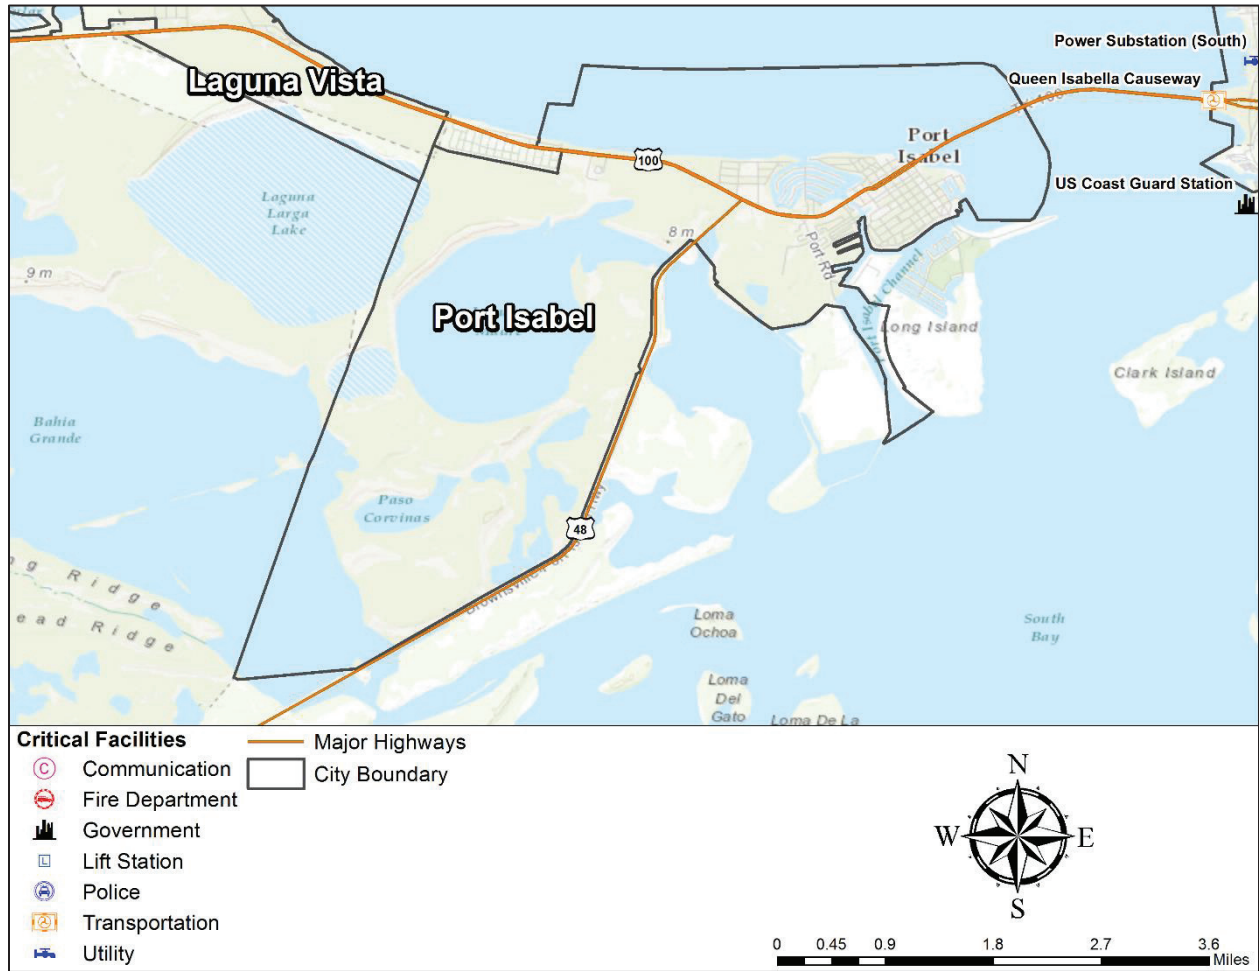 Power Substation (South)
Laguna Vista
Queen Isabella Causeway
Port
Isabel
100
US Coast Guard Station
Laguna
Larga
Lake
8 m
Port Rd
9 m
Port Isabel
Port Isabel Channel
Long Island
Clark Island
Bahia
Grande
Paso
Corvinas
48
Ridge
Ridge
Loma
Ochoa
South
Bay
Loma
Del
Gato
Loma De La
Critical Facilities
Major Highways
C Communication
City Boundary
Fire Department
Government
L Lift Station
Police
Transportation
Utility
N
W E
S
0 0.45 0.9 1.8 2.7 3.6
Miles